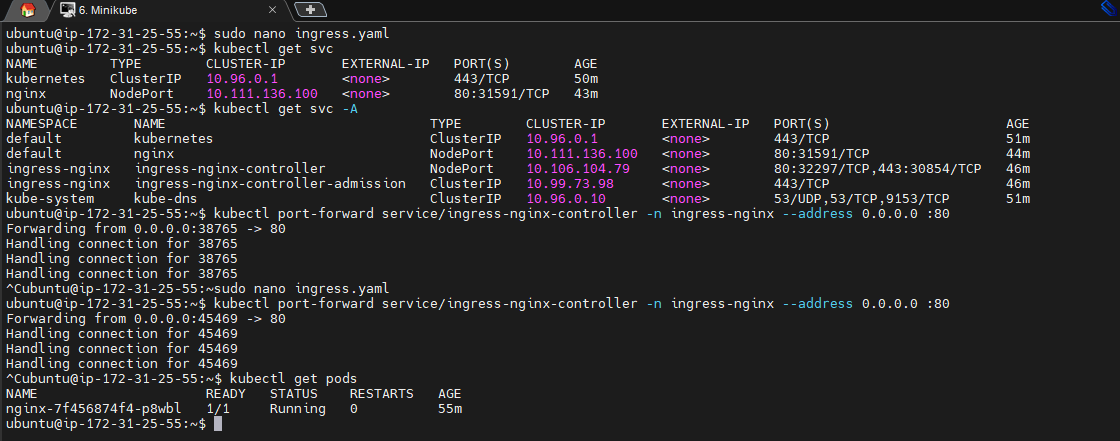 6. Minikube
ubuntu@ip-172-31-25-55:~$ sudo nano ingress.yaml
ubuntu@ip-172-31-25-55:~$ kubectl get svc
NAME         TYPE        CLUSTER-IP       EXTERNAL-IP   PORT(S)        AGE
kubernetes   ClusterIP   10.96.0.1        <none>        443/TCP        50m
nginx        NodePort    10.111.136.100   <none>        80:31591/TCP   43m
ubuntu@ip-172-31-25-55:~$ kubectl get svc -A
NAMESPACE       NAME                                 TYPE        CLUSTER-IP       EXTERNAL-IP   PORT(S)                      AGE
default         kubernetes                           ClusterIP   10.96.0.1        <none>        443/TCP                      51m
default         nginx                                NodePort    10.111.136.100   <none>        80:31591/TCP                 44m
ingress-nginx   ingress-nginx-controller             NodePort    10.106.104.79    <none>        80:32297/TCP,443:30854/TCP   46m
ingress-nginx   ingress-nginx-controller-admission   ClusterIP   10.99.73.98      <none>        443/TCP                      46m
kube-system     kube-dns                             ClusterIP   10.96.0.10       <none>        53/UDP,53/TCP,9153/TCP       51m
ubuntu@ip-172-31-25-55:~$ kubectl port-forward service/ingress-nginx-controller -n ingress-nginx --address 0.0.0.0 :80
Forwarding from 0.0.0.0:38765 -> 80
Handling connection for 38765
Handling connection for 38765
Handling connection for 38765
^Cubuntu@ip-172-31-25-55:~sudo nano ingress.yaml
ubuntu@ip-172-31-25-55:~$ kubectl port-forward service/ingress-nginx-controller -n ingress-nginx --address 0.0.0.0 :80
Forwarding from 0.0.0.0:45469 -> 80
Handling connection for 45469
Handling connection for 45469
Handling connection for 45469
^Cubuntu@ip-172-31-25-55:~$ kubectl get pods
NAME                     READY   STATUS    RESTARTS   AGE
nginx-7f456874f4-p8wbl   1/1     Running   0          55m
ubuntu@ip-172-31-25-55:~$